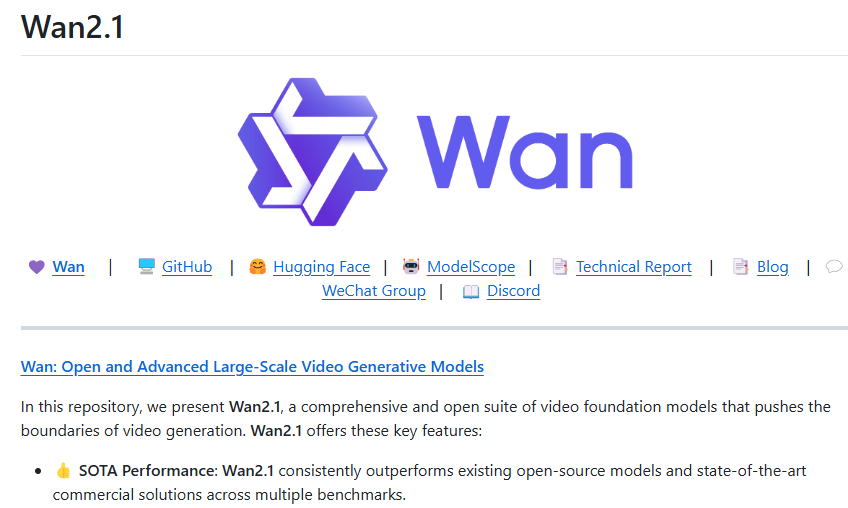 Wan2.1
Wan
💜 Wan | 🖥️ GitHub | 🤗 Hugging Face | 🤖 ModelScope | 📑 Technical Report | 📑 Blog | 💬
WeChat Group | 📖 Discord
Wan: Open and Advanced Large-Scale Video Generative Models
In this repository, we present Wan2.1, a comprehensive and open suite of video foundation models that pushes the
boundaries of video generation. Wan2.1 offers these key features:
• 👍 SOTA Performance: Wan2.1 consistently outperforms existing open-source models and state-of-the-art
commercial solutions across multiple benchmarks.